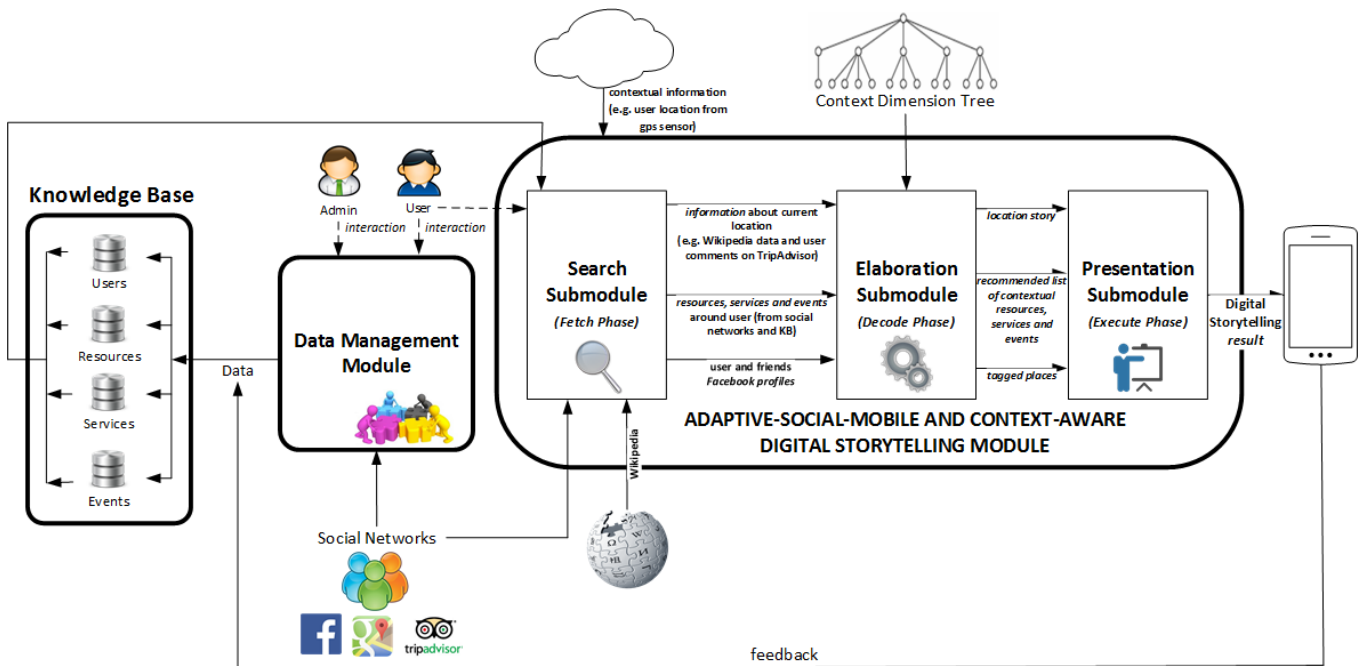 Context Dimension Tree
contextual information
(e.g. user location from
gps sensor)
Knowledge Base
Users
Resources
Services
Events
Data
Admin
interaction
User
interaction
Data Management
Module
Social Networks
tripadvisor
Wikipedia
Search
Submodule
(Fetch Phase)
information about current
location
(e.g. Wikipedia data and user
comments on TripAdvisor)
resources, services and events
around user (from social
networks and KB)
user and friends
Facebook profiles
Elaboration
Submodule
(Decode Phase)
location story
recommended list
of contextual
resources,
services and
events
tagged places
Presentation
Submodule
(Execute Phase)
ADAPTIVE-SOCIAL-MOBILE AND CONTEXT-AWARE
DIGITAL STORYTELLING MODULE
Digital
Storytelling
result
feedback